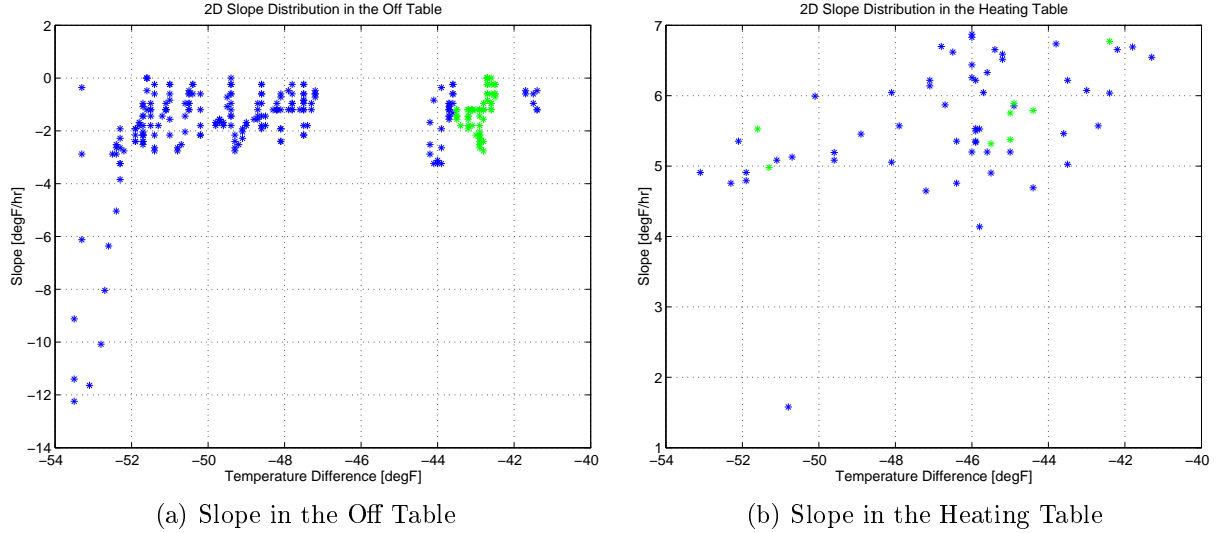 2D Slope Distribution in the Off Table
2
0
−2
−4
−6
−8
−10
−12
−14
Slope [degF/hr]
−54 −52 −50 −48 −46 −44 −42 −40
Temperature Difference [degF]
(a) Slope in the Off Table
2D Slope Distribution in the Heating Table
7
6
5
4
3
2
1
Slope [degF/hr]
−54 −52 −50 −48 −46 −44 −42 −40
Temperature Difference [degF]
(b) Slope in the Heating Table